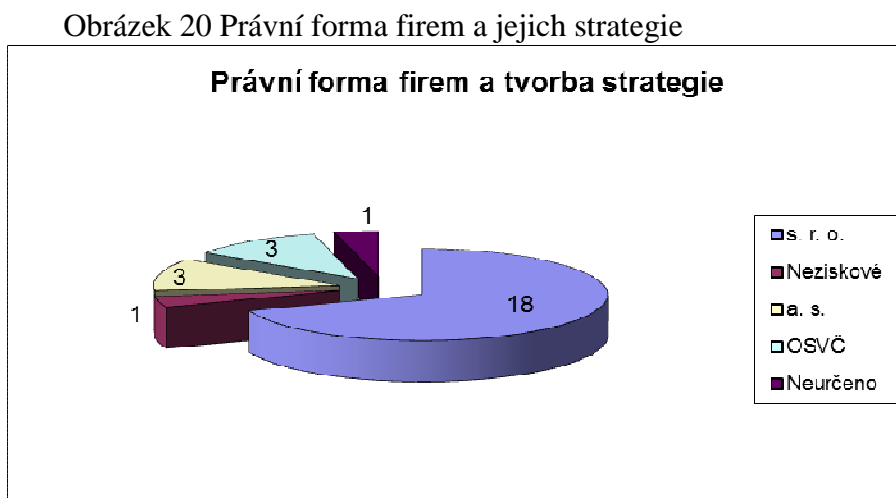 Obrázek 20 Právní forma firem a jejich strategie
Právní forma firem a tvorba strategie
1
3
3
18
1
s. r. o.
Neziskové
a. s.
OSVČ
Neurčeno